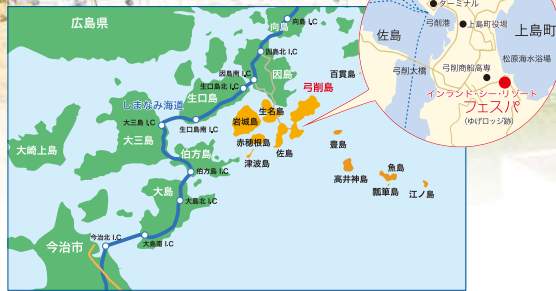 広島県
向島
向島 I.C
因島北 I.C
因島南 I.C
因島
生口島北 I.C
百貫島
しまなみ海道
生口島
弓削島
生名島
岩城島
大三島 I.C
生口島南 I.C
赤穂根島
佐島
津波島
豊島
大崎上島
大三島
伯方島
伯方島 I.C
高井神島
魚島
瓢箪島
江ノ島
大島
大島北 I.C
今治北 I.C
大島南 I.C
今治市
ターミナル
弓削港
上島町役場
上島町
佐島
松原海水浴場
弓削大橋
弓削商船高専
インランド・シー・リゾート
フェスパ
(ゆげロッジ跡)